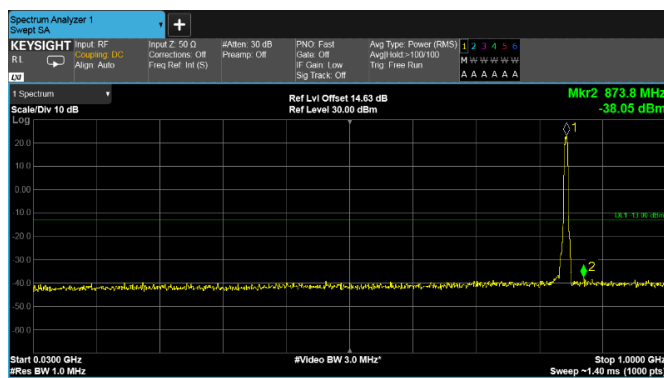 Spectrum Analyzer 1
Swept SA
+
KEYSIGHT Input: RF Input Z: 50 Ω #Atten: 30 dB PNO: Fast Avg Type: Power (RMS) 1 2 3 4 5 6
RL Coupling: DC Corrections: Off Preamp: Off Gate: Off Avg|Hold:>100/100 M W W W W W
Align: Auto Freq Ref: Int (S) IF Gain: Low Trig: Free Run
LXI Sig Track: Off A A A A A A
1 Spectrum Ref Lvl Offset 14.63 dB Mkr2 873.8 MHz
Scale/Div 10 dB Ref Level 30.00 dBm -38.05 dBm
Log
1
20.0
10.0
0.00
-10.0
DL1 -13.00 dBm
-20.0
-30.0
2
-40.0
-50.0
-60.0
Start 0.0300 GHz #Video BW 3.0 MHz* Stop 1.0000 GHz
#Res BW 1.0 MHz Sweep ~1.40 ms (1000 pts)